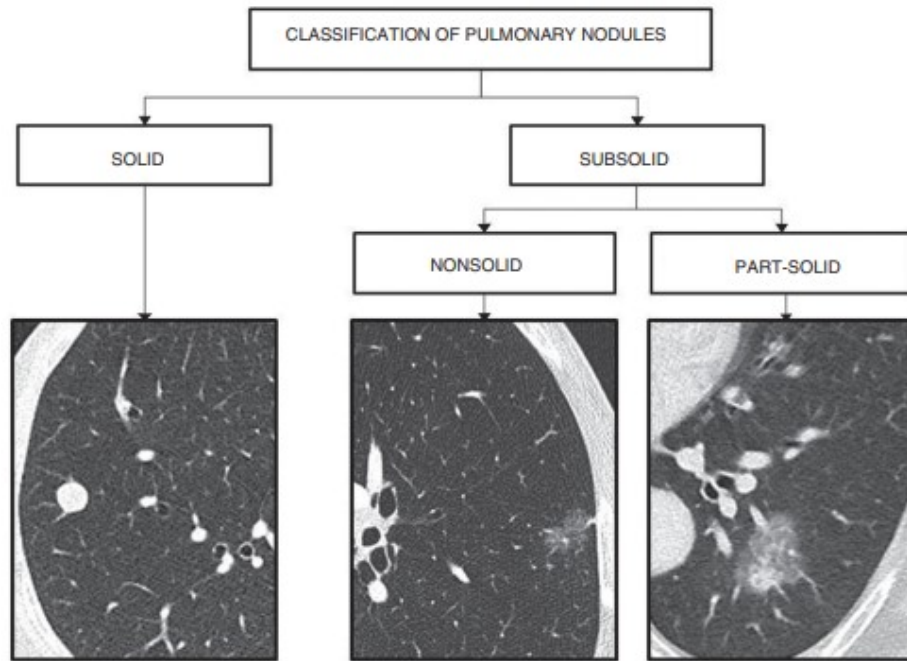 CLASSIFICATION OF PULMONARY NODULES
SOLID
SUBSOLID
NONSOLID
PART-SOLID